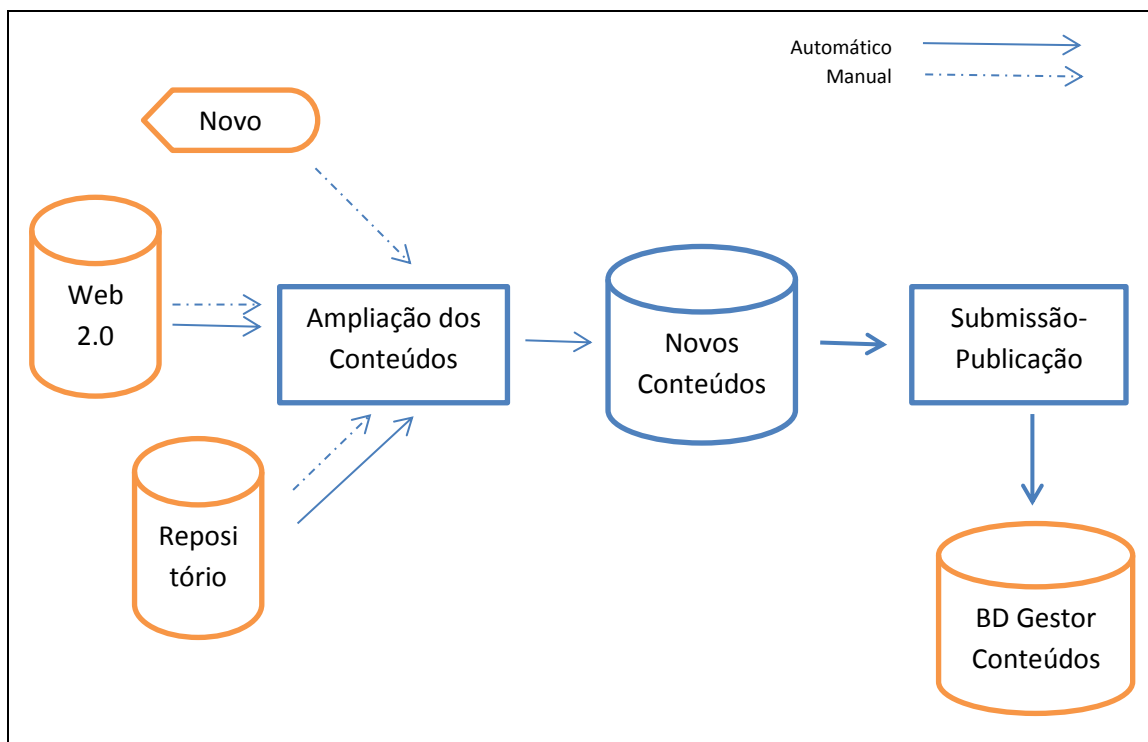 Automático
Manual
Novo
Web
2.0
Ampliação dos
Conteúdos
Novos
Conteúdos
Submissão-
Publicação
Reposi
tório
BD Gestor
Conteúdos